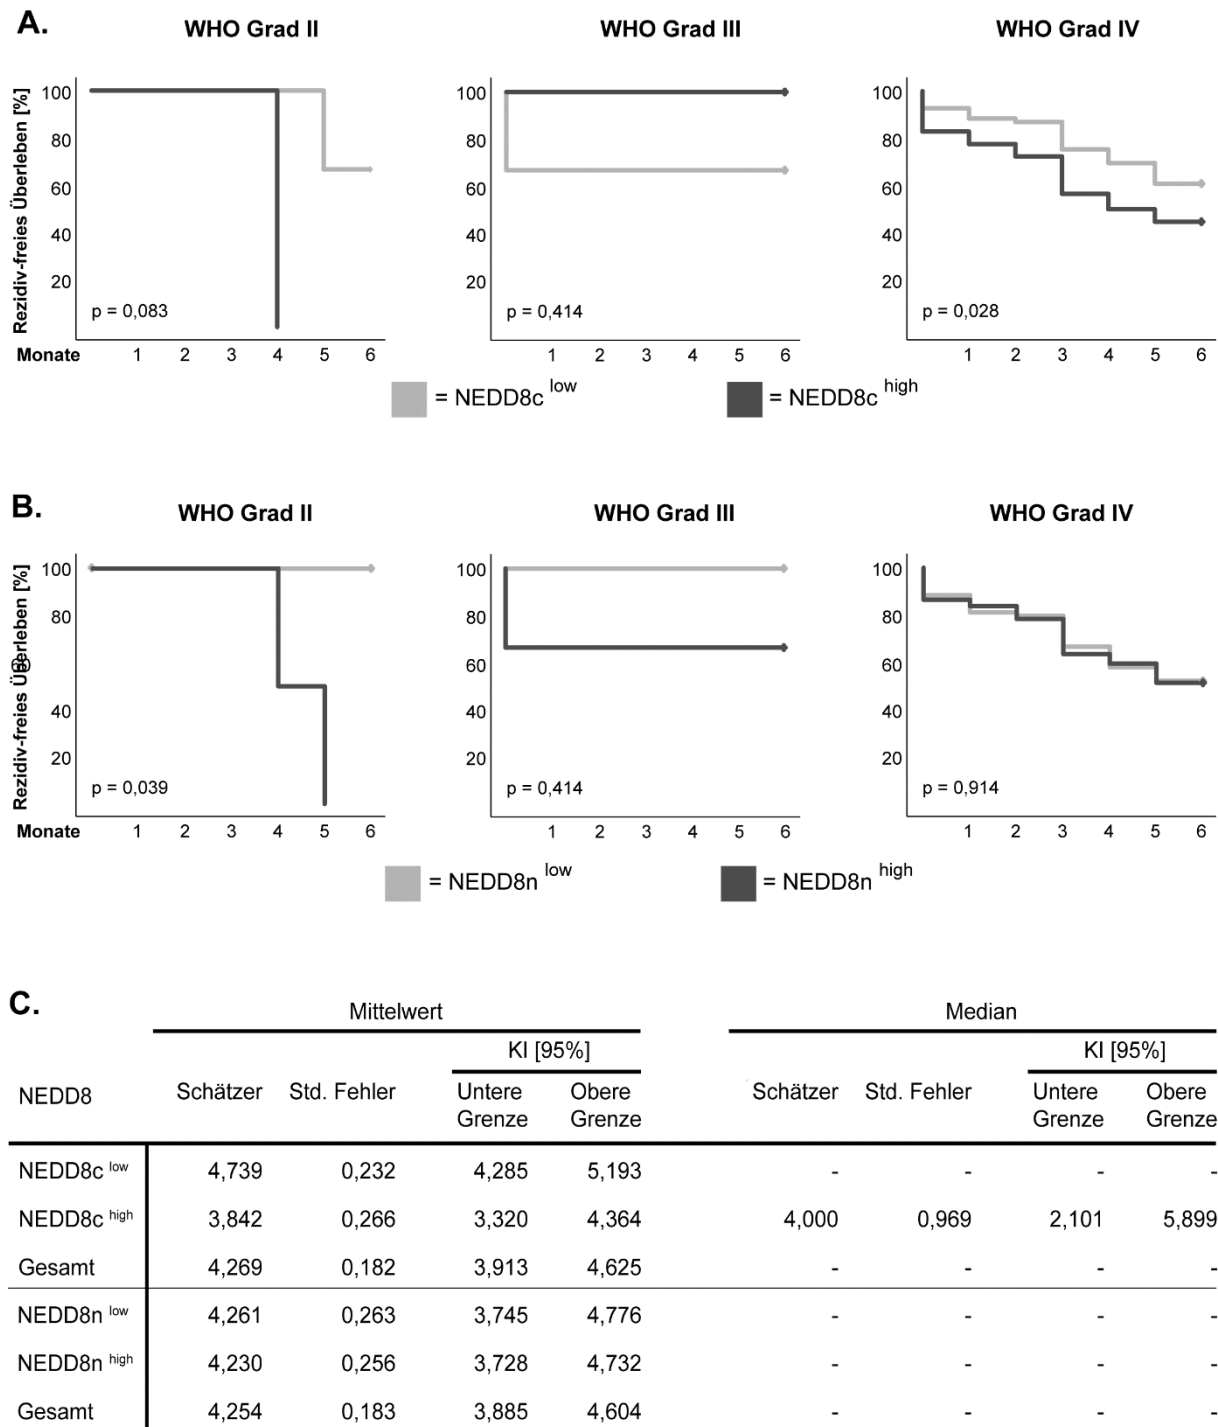 A.
WHO Grad II
WHO Grad III
WHO Grad IV
Rezidiv-freies Überleben [%]
100
80
60
40
20
p = 0,083
Monate 1 2 3 4 5 6
100
80
60
40
20
p = 0,414
1 2 3 4 5 6
100
80
60
40
20
p = 0,028
1 2 3 4 5 6
= NEDD8c low
= NEDD8c high
B.
WHO Grad II
WHO Grad III
WHO Grad IV
Rezidiv-freies Überleben [%]
100
80
40
20
p = 0,039
Monate 1 2 3 4 5 6
100
80
60
40
20
p = 0,414
1 2 3 4 5 6
100
80
60
40
20
p = 0,914
1 2 3 4 5 6
= NEDD8n low
= NEDD8n high
C.
Mittelwert Median
KI [95%] KI [95%]
NEDD8 Schätzer Std. Fehler Untere Grenze Obere Grenze Schätzer Std. Fehler Untere Grenze Obere Grenze
NEDD8c low 4,739 0,232 4,285 5,193 - - - -
NEDD8c high 3,842 0,266 3,320 4,364 4,000 0,969 2,101 5,899
Gesamt 4,269 0,182 3,913 4,625 - - - -
NEDD8n low 4,261 0,263 3,745 4,776 - - - -
NEDD8n high 4,230 0,256 3,728 4,732 - - - -
Gesamt 4,254 0,183 3,885 4,604 - - - -